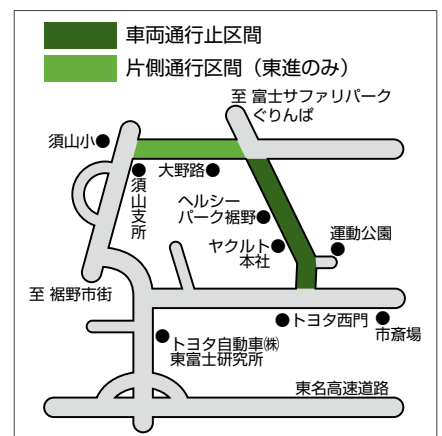 車両通行止区間
片側通行区間（東進のみ）
至 富士サファリパーク
ぐりんぱ
須山小
須山支所
大野路
ヘルシー
パーク裾野
運動公園
ヤクルト
本社
至 裾野市街
トヨタ西門
市斎場
トヨタ自動車㈱
東富士研究所
東名高速道路